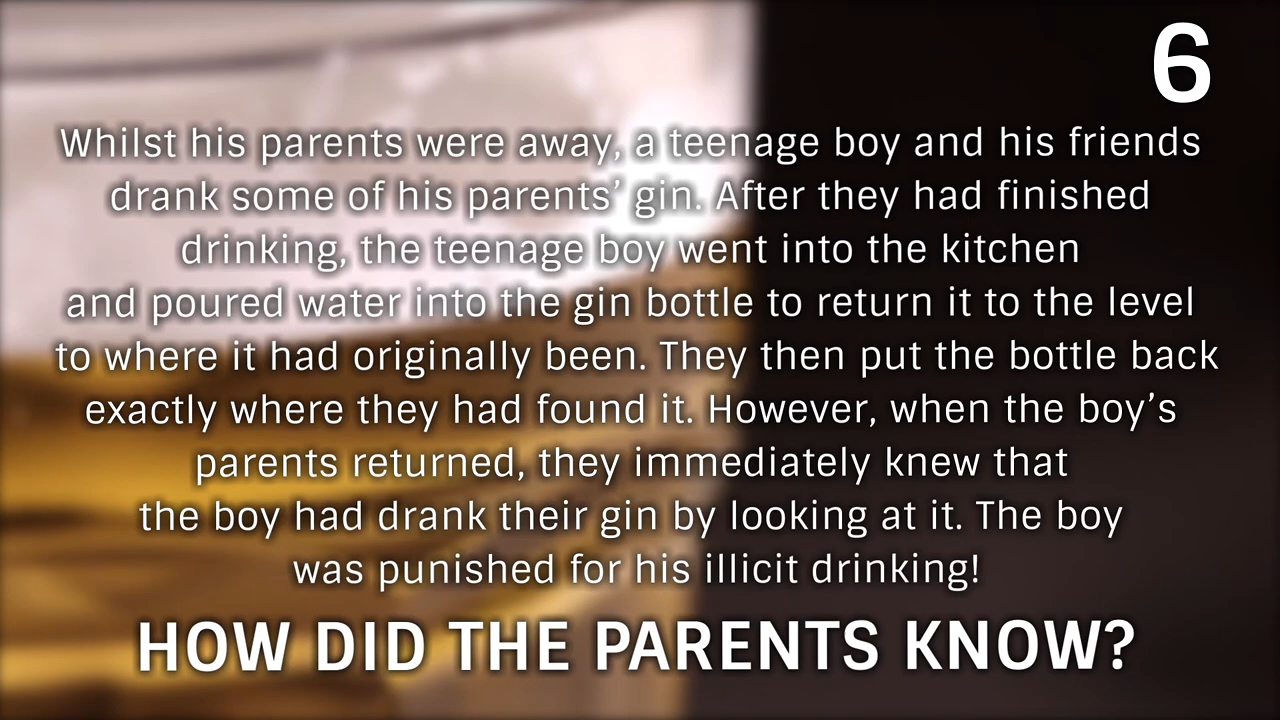 6
Whilst his parents were away, a teenage boy and his friends
drank some of his parents’ gin. After they had finished
drinking, the teenage boy went into the kitchen
and poured water into the gin bottle to return it to the level
to where it had originally been. They then put the bottle back
exactly where they had found it. However, when the boy’s
parents returned, they immediately knew that
the boy had drank their gin by looking at it. The boy
was punished for his illicit drinking!
HOW DID THE PARENTS KNOW?